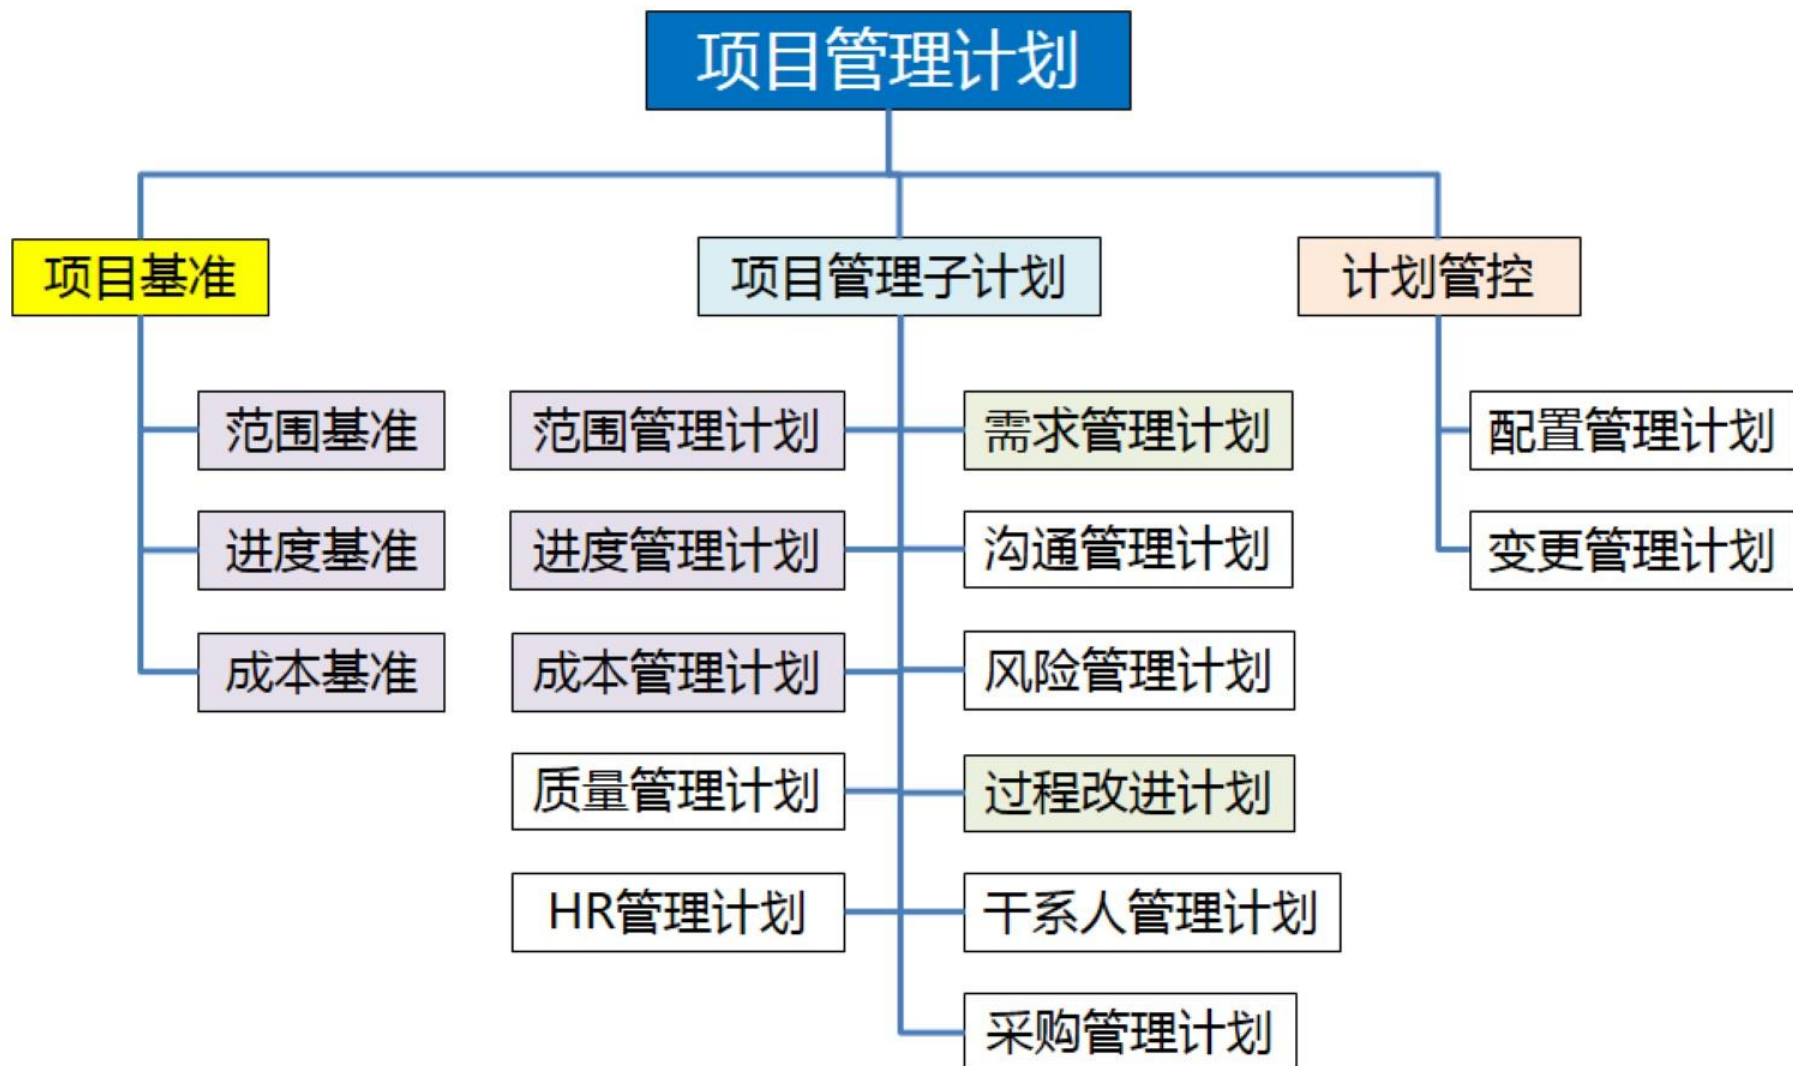 项目管理计划
项目基准
项目管理子计划
计划管控
范围基准
范围管理计划
需求管理计划
配置管理计划
进度基准
进度管理计划
沟通管理计划
变更管理计划
成本基准
成本管理计划
风险管理计划
质量管理计划
过程改进计划
HR管理计划
干系人管理计划
采购管理计划